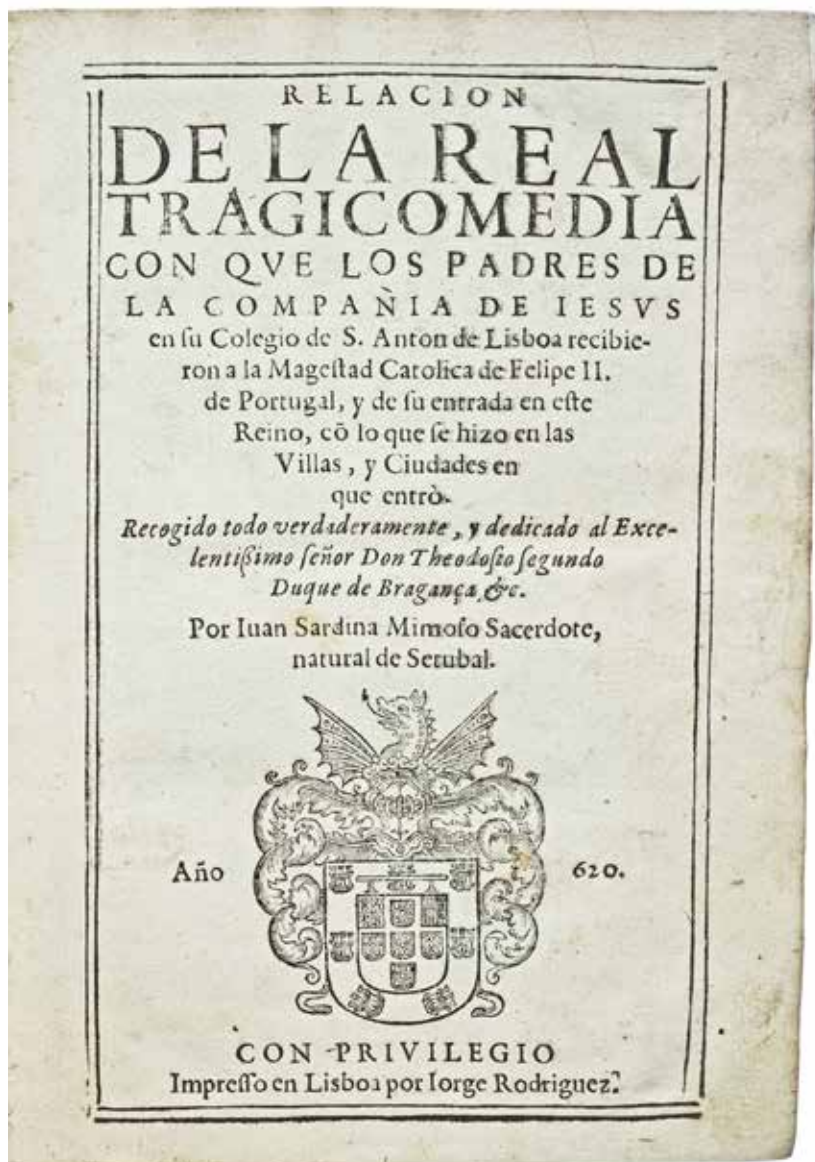 RELACION
DE LA REAL
TRAGICOMEDIA
CON QVE LOS PADRES DE
LA COMPAÑIA DE IESVS
en ſu Colegio de S. Anton de Lisboa recibie-
ron a la Mageſtad Catolica de Felipe II.
de Portugal, y de ſu entrada en eſte
Reino, cõ lo que ſe hizo en las
Villas, y Ciudades en
que entrò.
Recogido todo verdaderamente, y dedicado al Exce-
lentißimo ſeñor Don Theodoſio ſegundo
Duque de Bragança, &c.
Por Iuan Sardina Mimoſo Sacerdote,
natural de Setubal.
Año 620.
CON PRIVILEGIO
Impreſſo en Lisboa por Iorge Rodriguez.